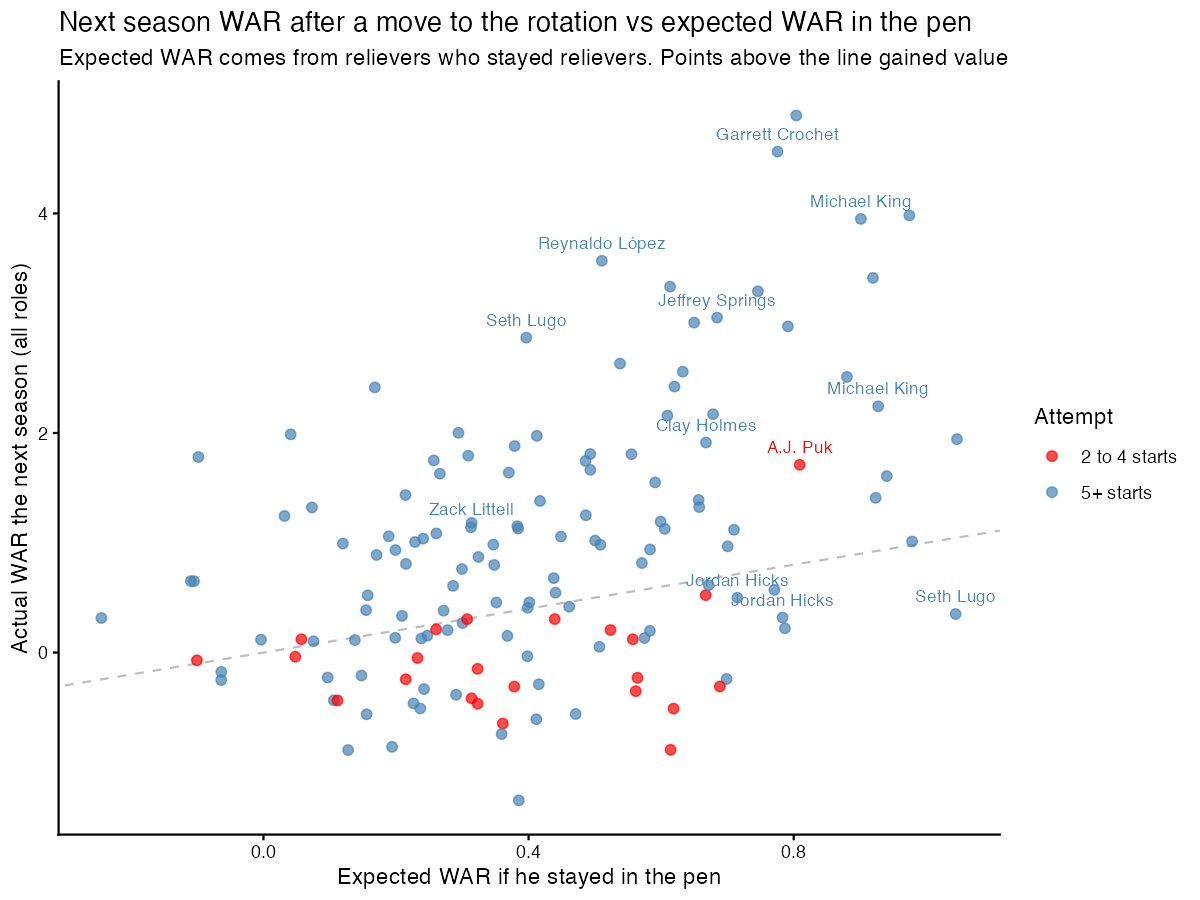 Next season WAR after a move to the rotation vs expected WAR in the pen
Expected WAR comes from relievers who stayed relievers. Points above the line gained value
Garrett Crochet
Michael King
Reynaldo López
Jeffrey Springs
Seth Lugo
Michael King
Clay Holmes
A.J. Puk
Zack Littell
Jordan Hicks
Jordan Hicks
Seth Lugo
4
2
0
0.0
0.4
0.8
Expected WAR if he stayed in the pen
Actual WAR the next season (all roles)
Attempt
2 to 4 starts
5+ starts